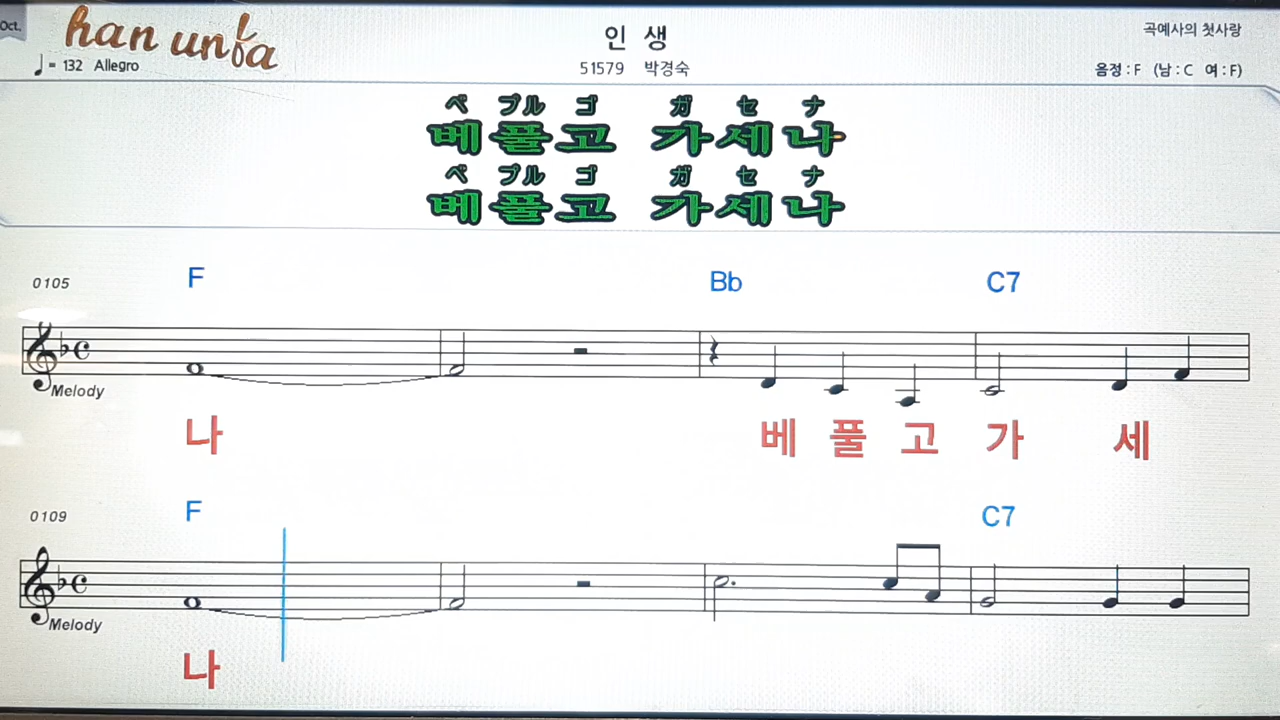 Oct.
han unfa
인 생
곡예사의 첫사랑
♩= 132 Allegro
51579 박경숙
음정 : F (남 : C 여 : F)
ベ プル ゴ ガ セ ナ
베 풀 고 가 세 나
ベ プル ゴ ガ セ ナ
베 풀 고 가 세 나
0105
F Bb C7
Melody
나 베 풀 고 가 세
0109
F C7
Melody
나